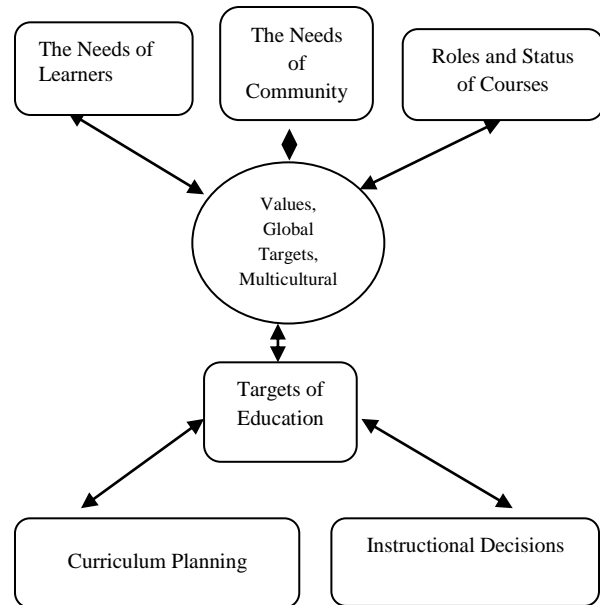 The Needs of
Learners
The Needs
of
Community
Roles and Status
of Courses
Values,
Global
Targets,
Multicultural
Targets of
Education
Curriculum Planning
Instructional Decisions